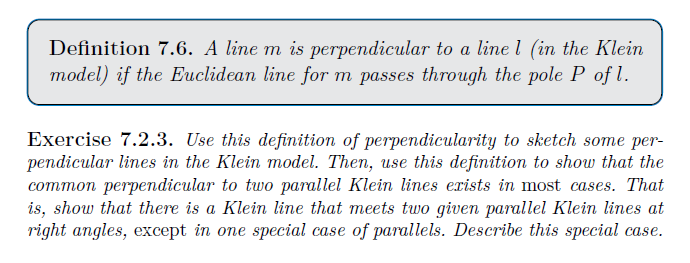 Definition 7.6. A line m is perpendicular to a line l (in the Klein
model) if the Euclidean line for m passes through the pole P of l.
Exercise 7.2.3. Use this definition of perpendicularity to sketch some per-
pendicular lines in the Klein model. Then, use this definition to show that the
common perpendicular to two parallel Klein lines exists in most cases. That
is, show that there is a Klein line that meets two given parallel Klein lines at
right angles, except in one special case of parallels. Describe this special case.